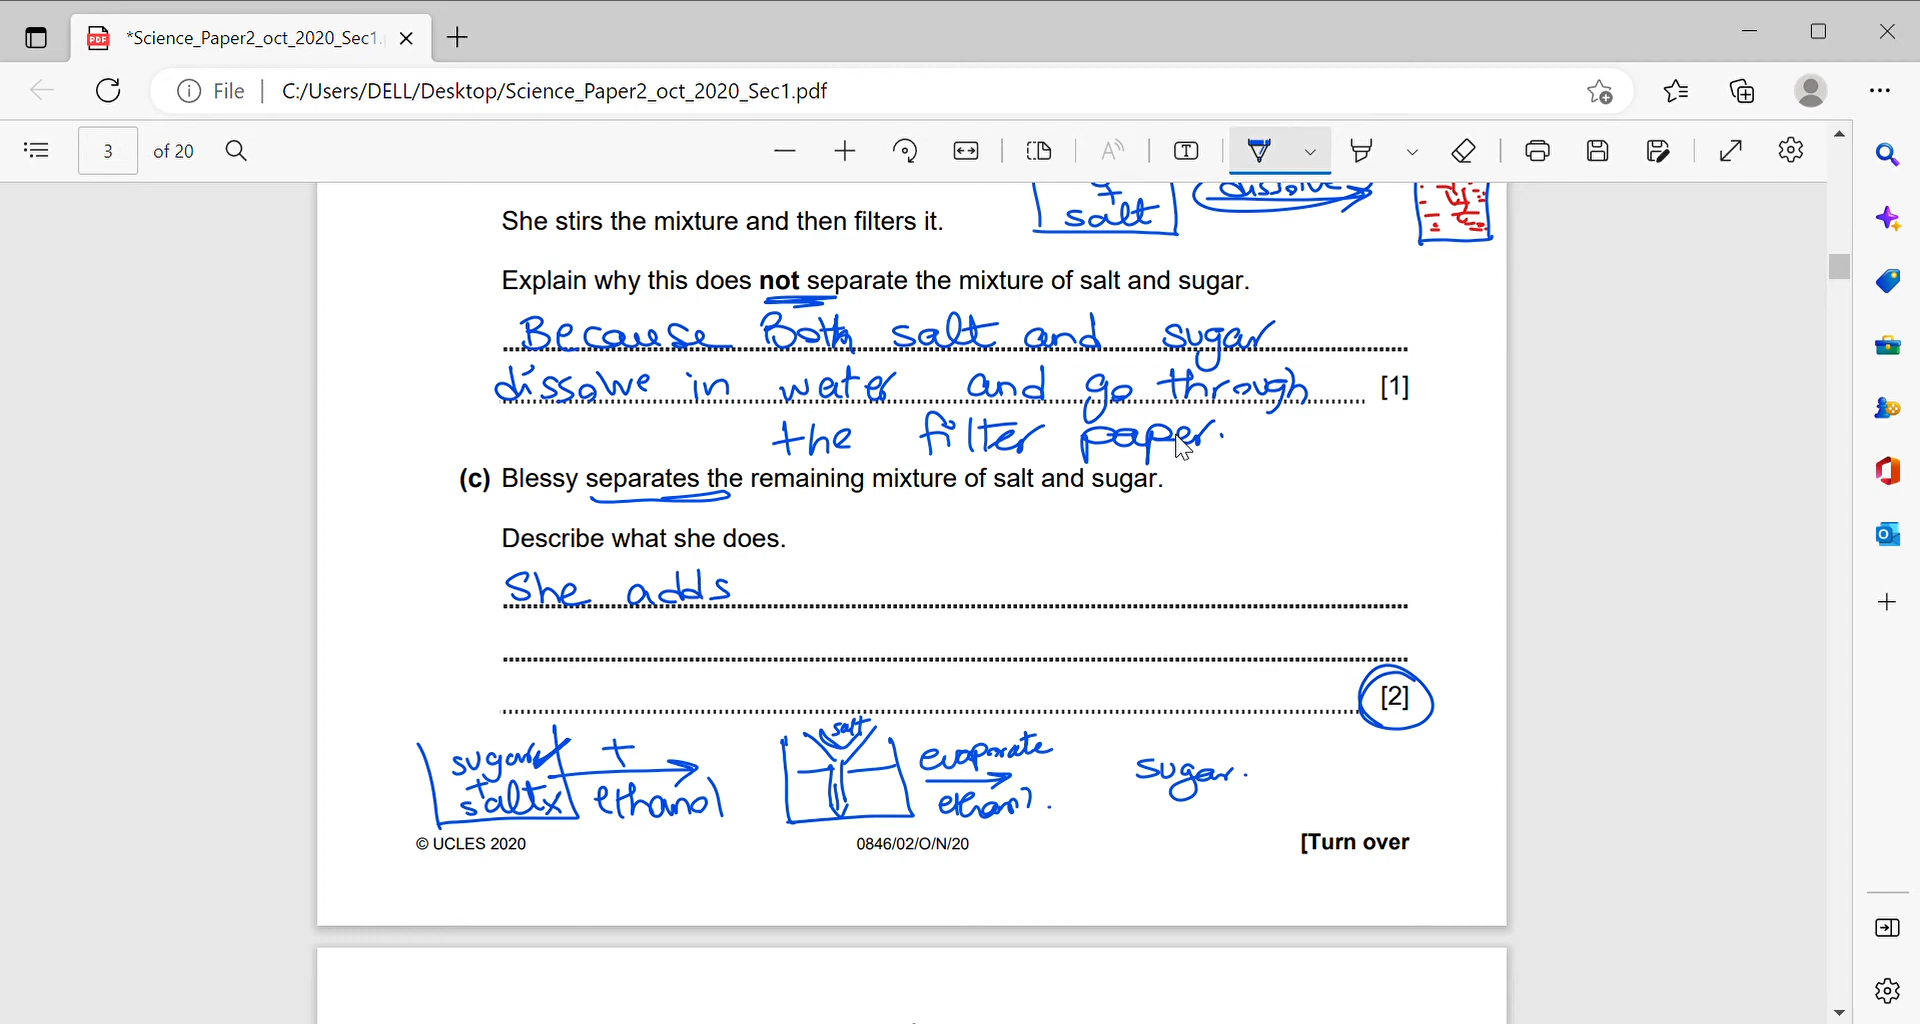 *Science_Paper2_oct_2020_Sec1.
File
C:/Users/DELL/Desktop/Science_Paper2_oct_2020_Sec1.pdf
3 of 20
+
salt
dissolve
She stirs the mixture and then filters it.
Explain why this does not separate the mixture of salt and sugar.
Because Both salt and sugar
dissolve in water and go through [1]
the filter paper.
(c) Blessy separates the remaining mixture of salt and sugar.
Describe what she does.
She adds
[2]
sugar
+
salt x
+
ethanol
salt
evaporate
ethanol.
sugar.
© UCLES 2020
0846/02/O/N/20
[Turn over